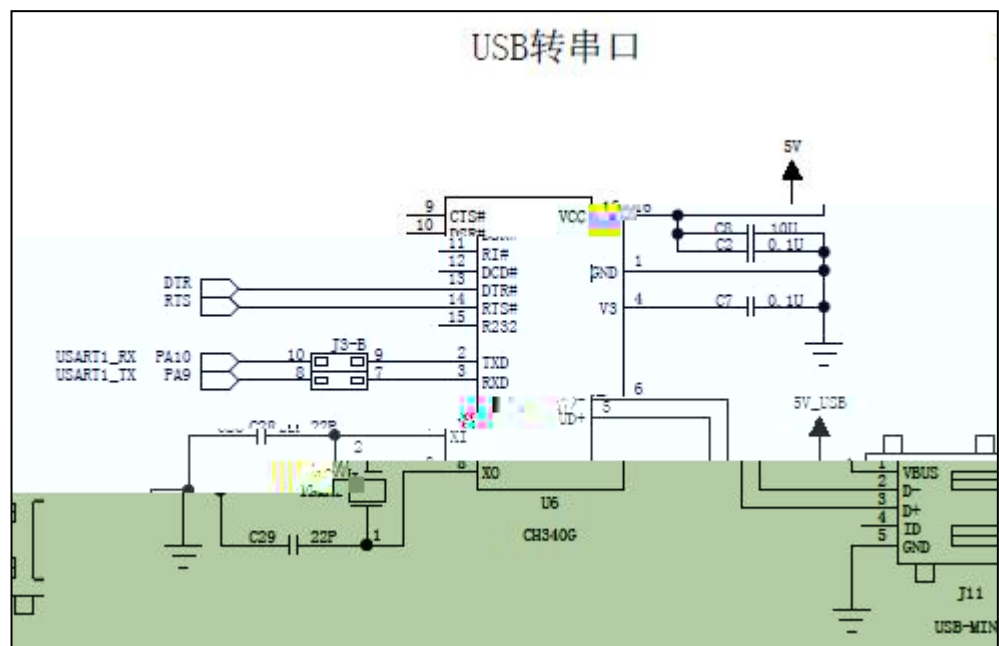 USB转串口
5V
9 CTS# VCC
10
C8 10U
11 C2 0.1U
12 RI# GND 1
DCD#
DTR 13 DTR#
RTS 14 RTS# V3 4 C7 0.1U
15 R232
J3-B
USART1_RX PA10 10 9 2 TXD
USART1_TX PA9 8 7 3 RXD
6
5V_USB
UD+ 5
22P XI
2
8 XO 1 VBUS
2 D-
U6 3 D+
4 ID
C29 22P 1 CH340G 5 GND
J11
USB-MIN